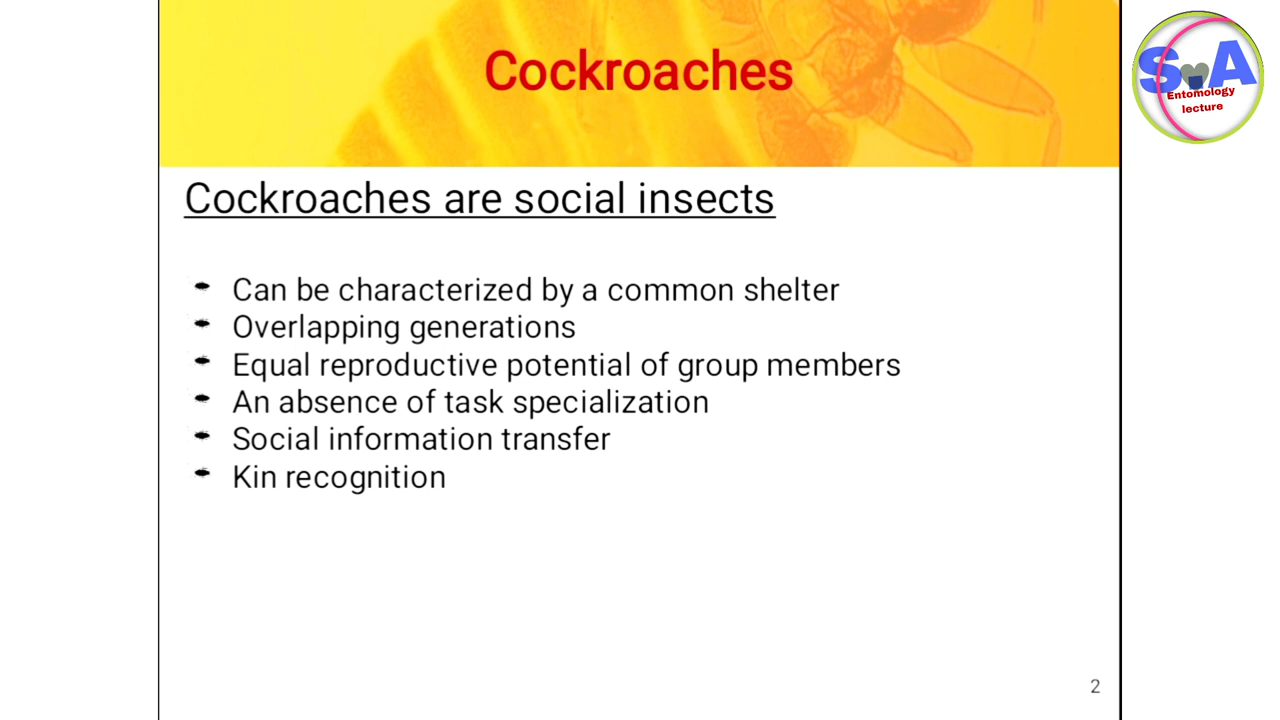 Cockroaches
SMA
Entomology
lecture
Cockroaches are social insects
Can be characterized by a common shelter
Overlapping generations
Equal reproductive potential of group members
An absence of task specialization
Social information transfer
Kin recognition
2